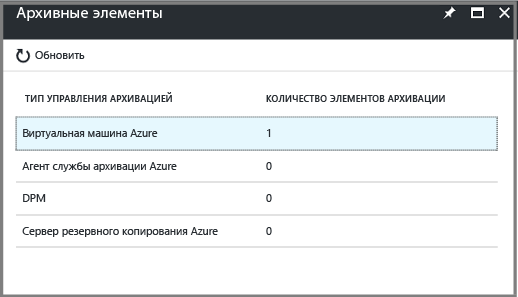 Архивные элементы
Обновить
ТИП УПРАВЛЕНИЯ АРХИВАЦИЕЙ КОЛИЧЕСТВО ЭЛЕМЕНТОВ АРХИВАЦИИ
Виртуальная машина Azure 1
Агент службы архивации Azure 0
DPM 0
Сервер резервного копирования Azure 0